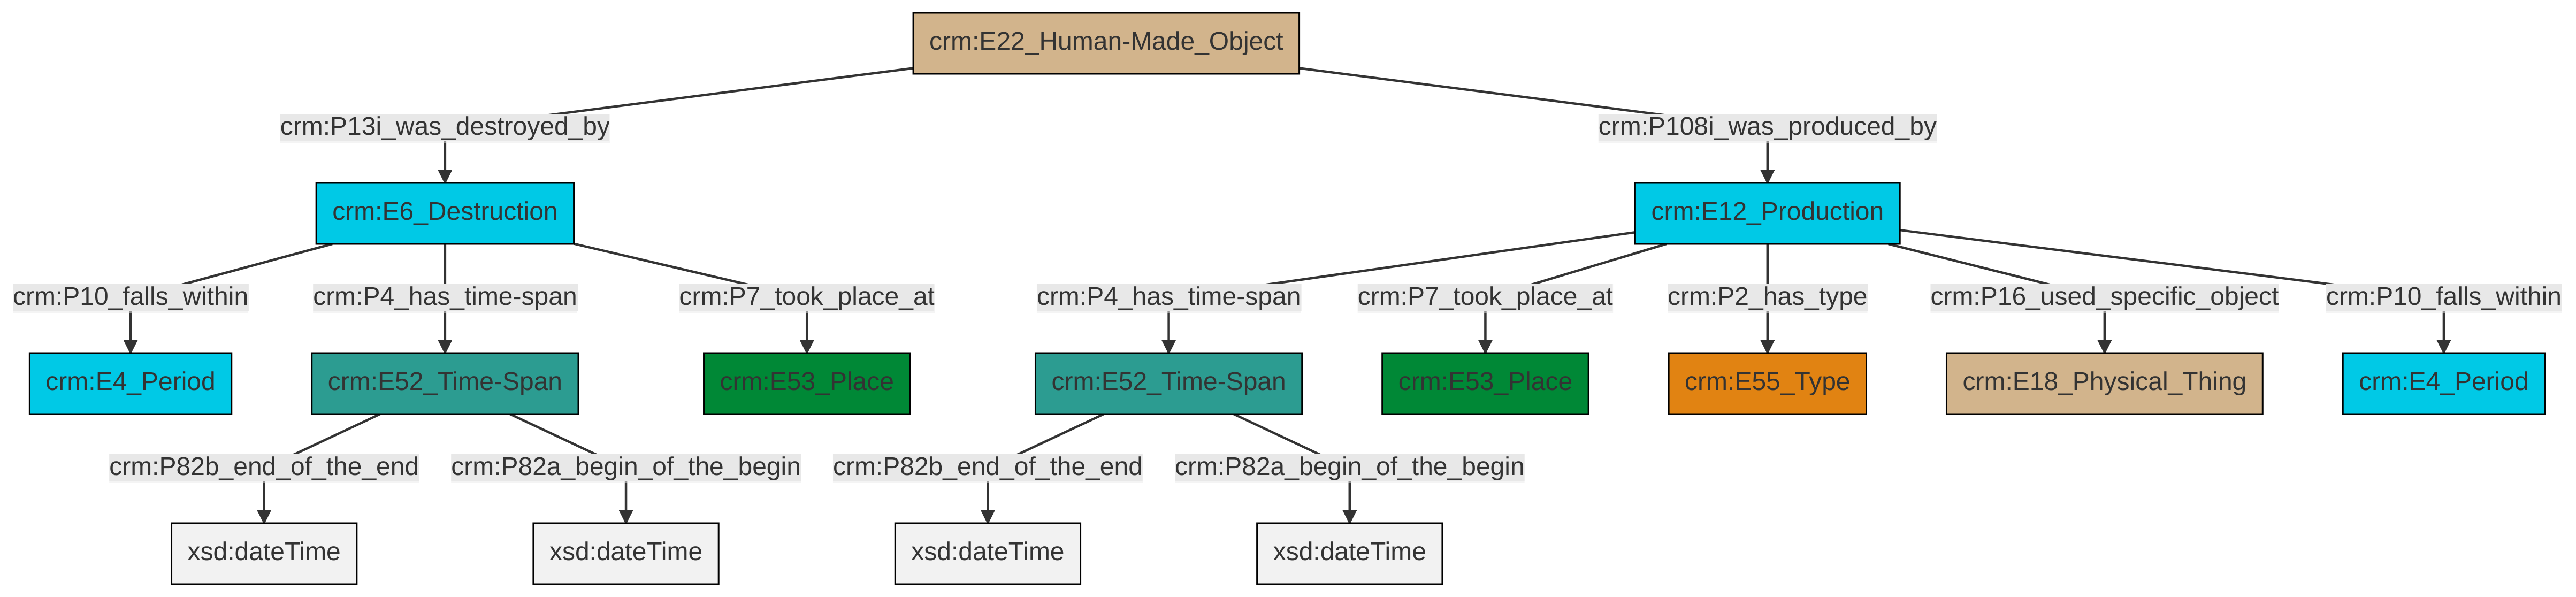 crm:E22_Human-Made_Object
crm:P13i_was_destroyed_by
crm:P108i_was_produced_by
crm:E6_Destruction
crm:E12_Production
crm:P10_falls_within
crm:P4_has_time-span
crm:P7_took_place_at
crm:P4_has_time-span
crm:P7_took_place_at
crm:P2_has_type
crm:P16_used_specific_object
crm:P10_falls_within
crm:E4_Period
crm:E52_Time-Span
crm:E53_Place
crm:E52_Time-Span
crm:E53_Place
crm:E55_Type
crm:E18_Physical_Thing
crm:E4_Period
crm:P82b_end_of_the_end
crm:P82a_begin_of_the_begin
crm:P82b_end_of_the_end
crm:P82a_begin_of_the_begin
xsd:dateTime
xsd:dateTime
xsd:dateTime
xsd:dateTime